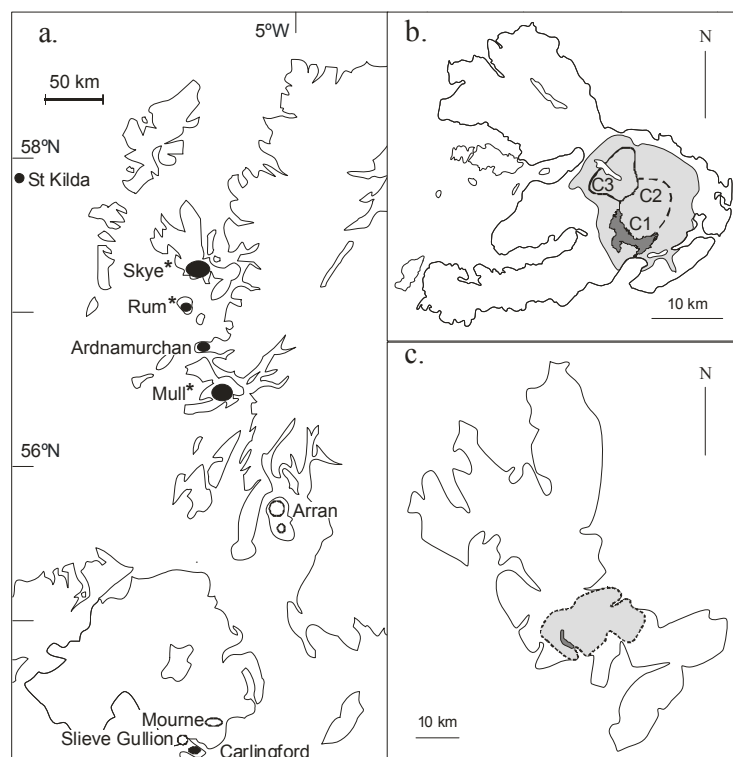 a.
5ºW
50 km
58ºN
St Kilda
Skye*
Rum*
Ardnamurchan
Mull*
56ºN
Arran
Mourne
Slieve Gullion
Carlingford
b.
N
C3
C2
C1
10 km
c.
N
10 km